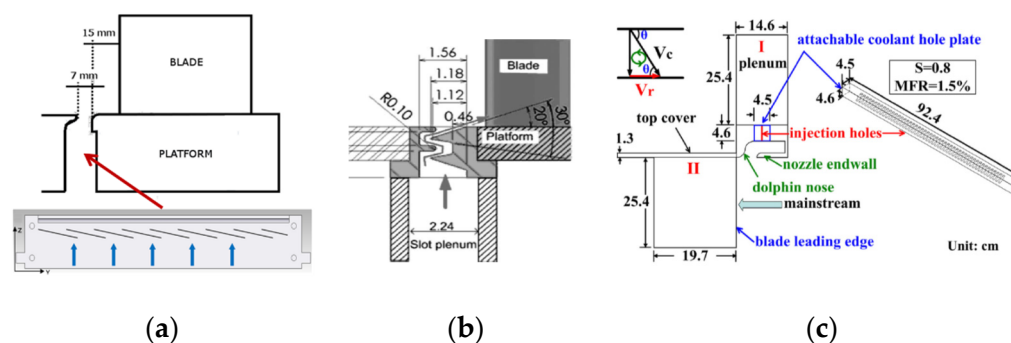 15 mm
7 mm
BLADE
PLATFORM
Z
Y
(a)
1.56
1.18
1.12
0.46
R0.10
20°
30°
Blade
Platform
2.24
Slot plenum
(b)
14.6
θ
Vc
θ
Vr
I
plenum
25.4
attachable coolant hole plate
4.5
4.5
4.6
S=0.8
MFR=1.5%
92.4
top cover
4.6
injection holes
1.3
nozzle endwall
II
dolphin nose
25.4
mainstream
blade leading edge
19.7
Unit: cm
(c)